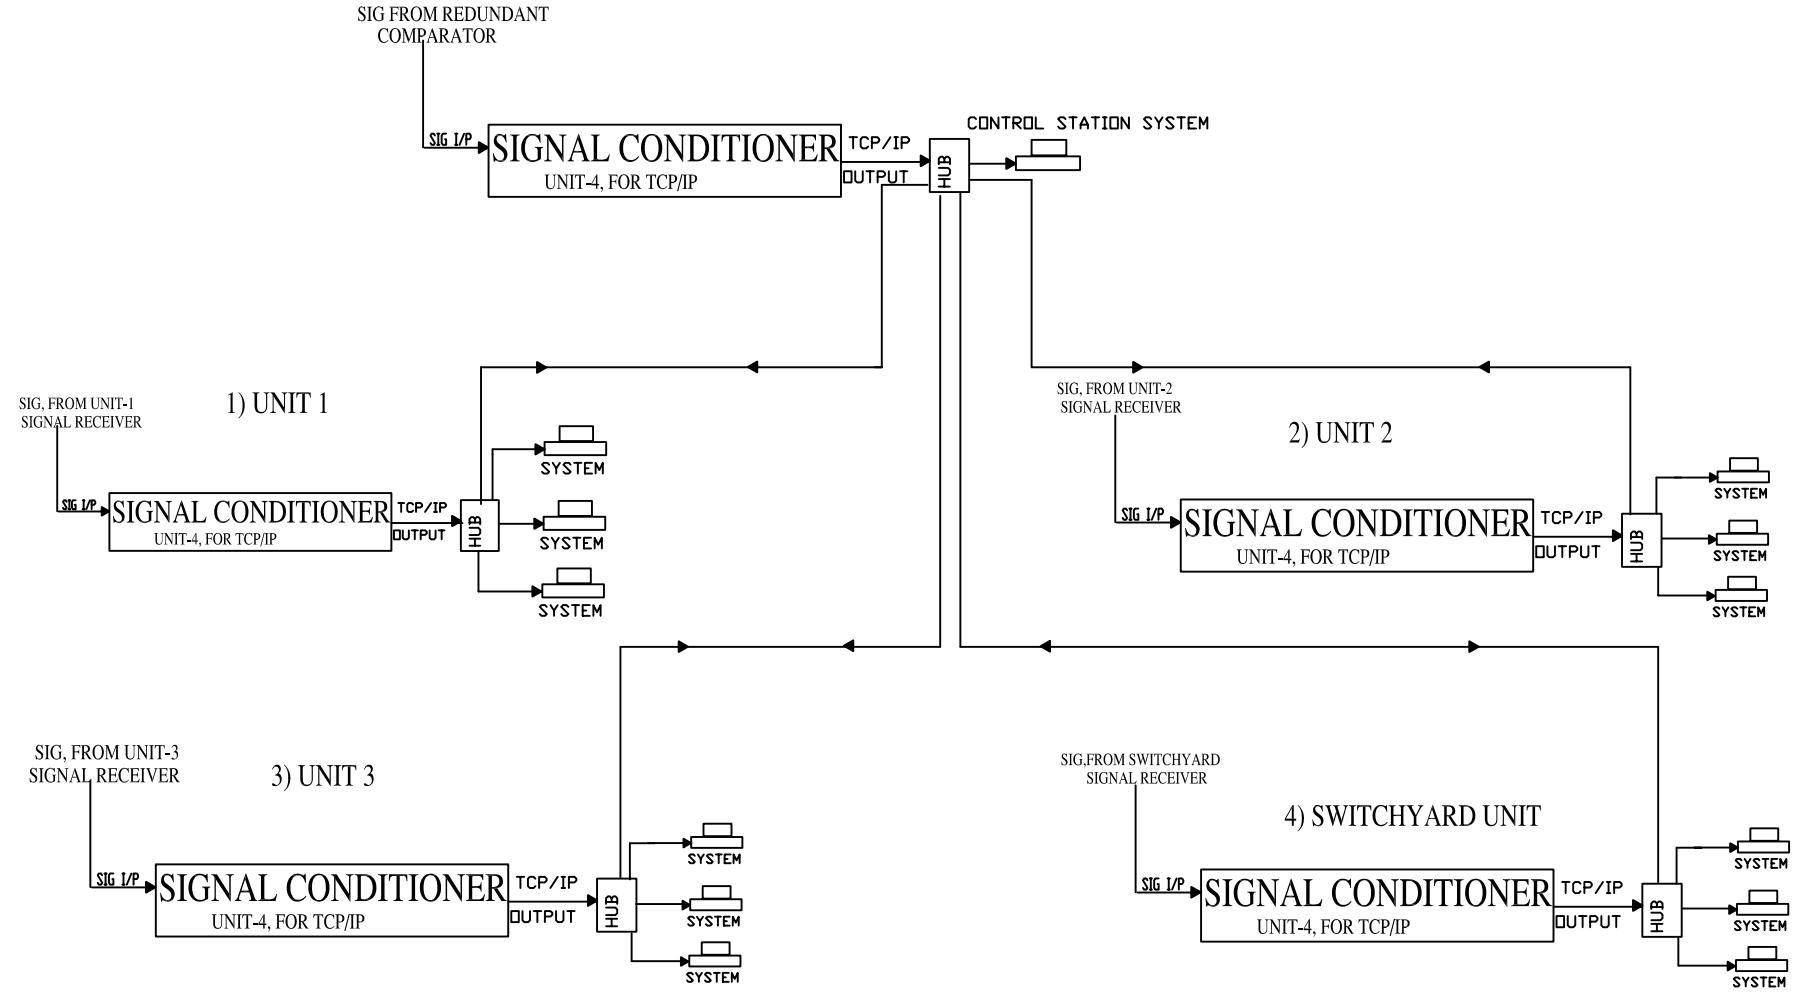 SIG FROM REDUNDANT
COMPARATOR
SIG I/P
SIGNAL CONDITIONER
UNIT-4, FOR TCP/IP
TCP/IP
OUTPUT
HUB
CONTROL STATION SYSTEM
SIG, FROM UNIT-1
SIGNAL RECEIVER
1) UNIT 1
SIG I/P
SIGNAL CONDITIONER
UNIT-4, FOR TCP/IP
TCP/IP
OUTPUT
HUB
SYSTEM
SYSTEM
SYSTEM
SIG, FROM UNIT-2
SIGNAL RECEIVER
2) UNIT 2
SIG I/P
SIGNAL CONDITIONER
UNIT-4, FOR TCP/IP
TCP/IP
OUTPUT
HUB
SYSTEM
SYSTEM
SYSTEM
SIG, FROM UNIT-3
SIGNAL RECEIVER
3) UNIT 3
SIG I/P
SIGNAL CONDITIONER
UNIT-4, FOR TCP/IP
TCP/IP
OUTPUT
HUB
SYSTEM
SYSTEM
SYSTEM
SIG,FROM SWITCHYARD
SIGNAL RECEIVER
4) SWITCHYARD UNIT
SIG I/P
SIGNAL CONDITIONER
UNIT-4, FOR TCP/IP
TCP/IP
OUTPUT
HUB
SYSTEM
SYSTEM
SYSTEM